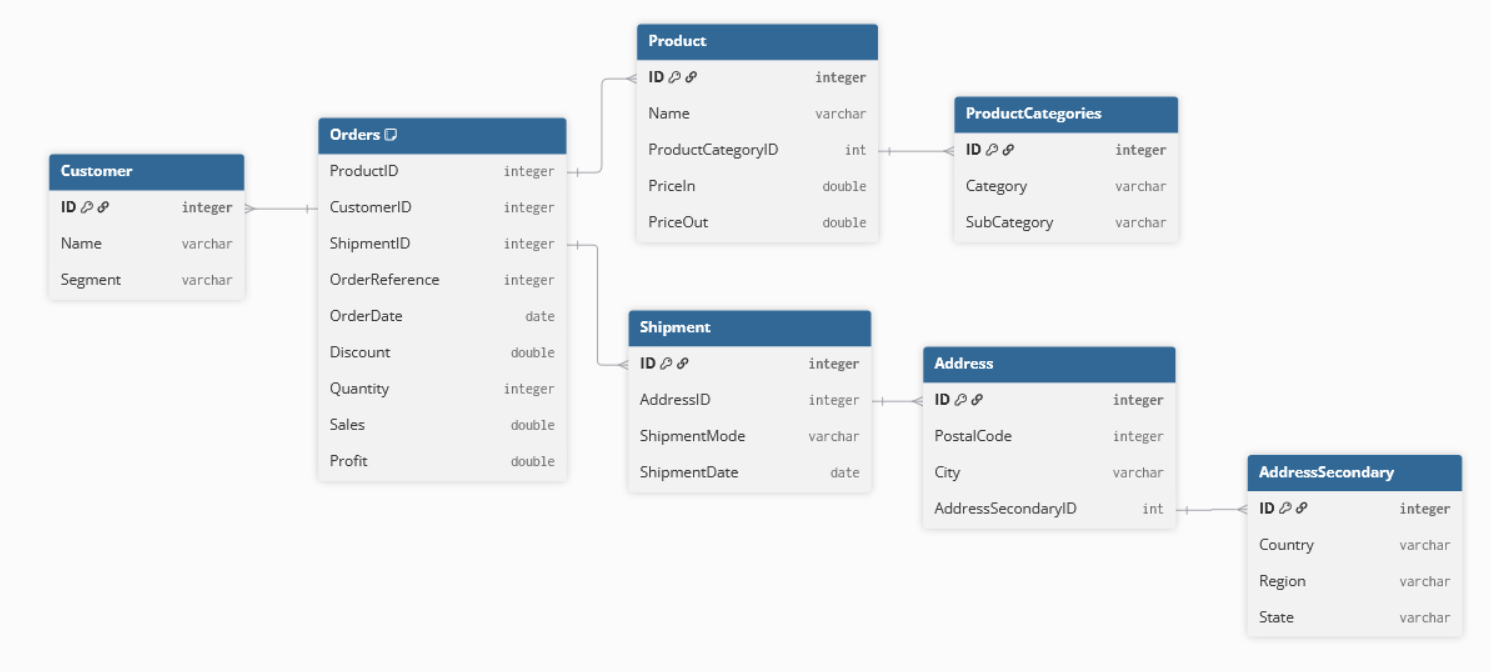 Customer
ID integer
Name varchar
Segment varchar
Orders
ProductID integer
CustomerID integer
ShipmentID integer
OrderReference integer
OrderDate date
Discount double
Quantity integer
Sales double
Profit double
Product
ID integer
Name varchar
ProductCategoryID int
PriceIn double
PriceOut double
ProductCategories
ID integer
Category varchar
SubCategory varchar
Shipment
ID integer
AddressID integer
ShipmentMode varchar
ShipmentDate date
Address
ID integer
PostalCode integer
City varchar
AddressSecondaryID int
AddressSecondary
ID integer
Country varchar
Region varchar
State varchar